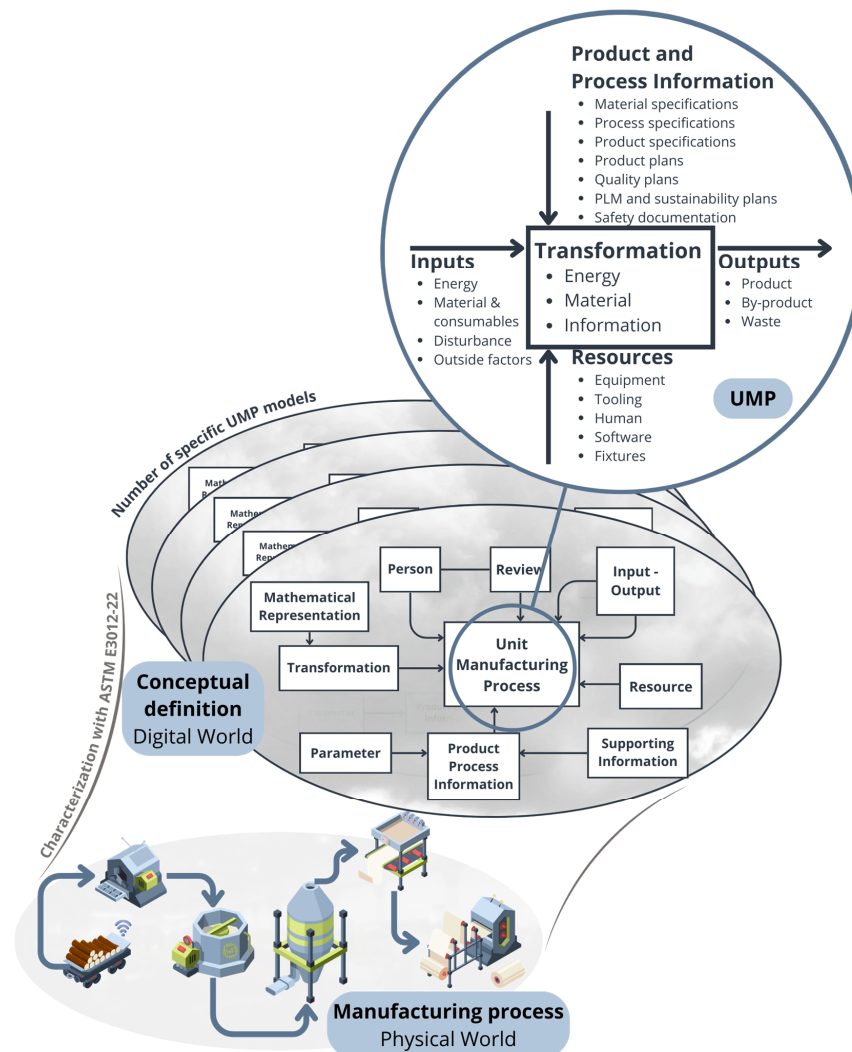 Product and
Process Information
• Material specifications
• Process specifications
• Product specifications
• Product plans
• Quality plans
• PLM and sustainability plans
• Safety documentation
Inputs
• Energy
• Material &
consumables
• Disturbance
• Outside factors
Transformation
• Energy
• Material
• Information
Outputs
• Product
• By-product
• Waste
Resources
• Equipment
• Tooling
• Human
• Software
• Fixtures
UMP
Number of specific UMP models
Person
Review
Input -
Output
Mathematical
Representation
Transformation
Unit
Manufacturing
Process
Resource
Parameter
Product
Process
Information
Supporting
Information
Characterization with ASTM E3012-22
Conceptual
definition
Digital World
Manufacturing process
Physical World